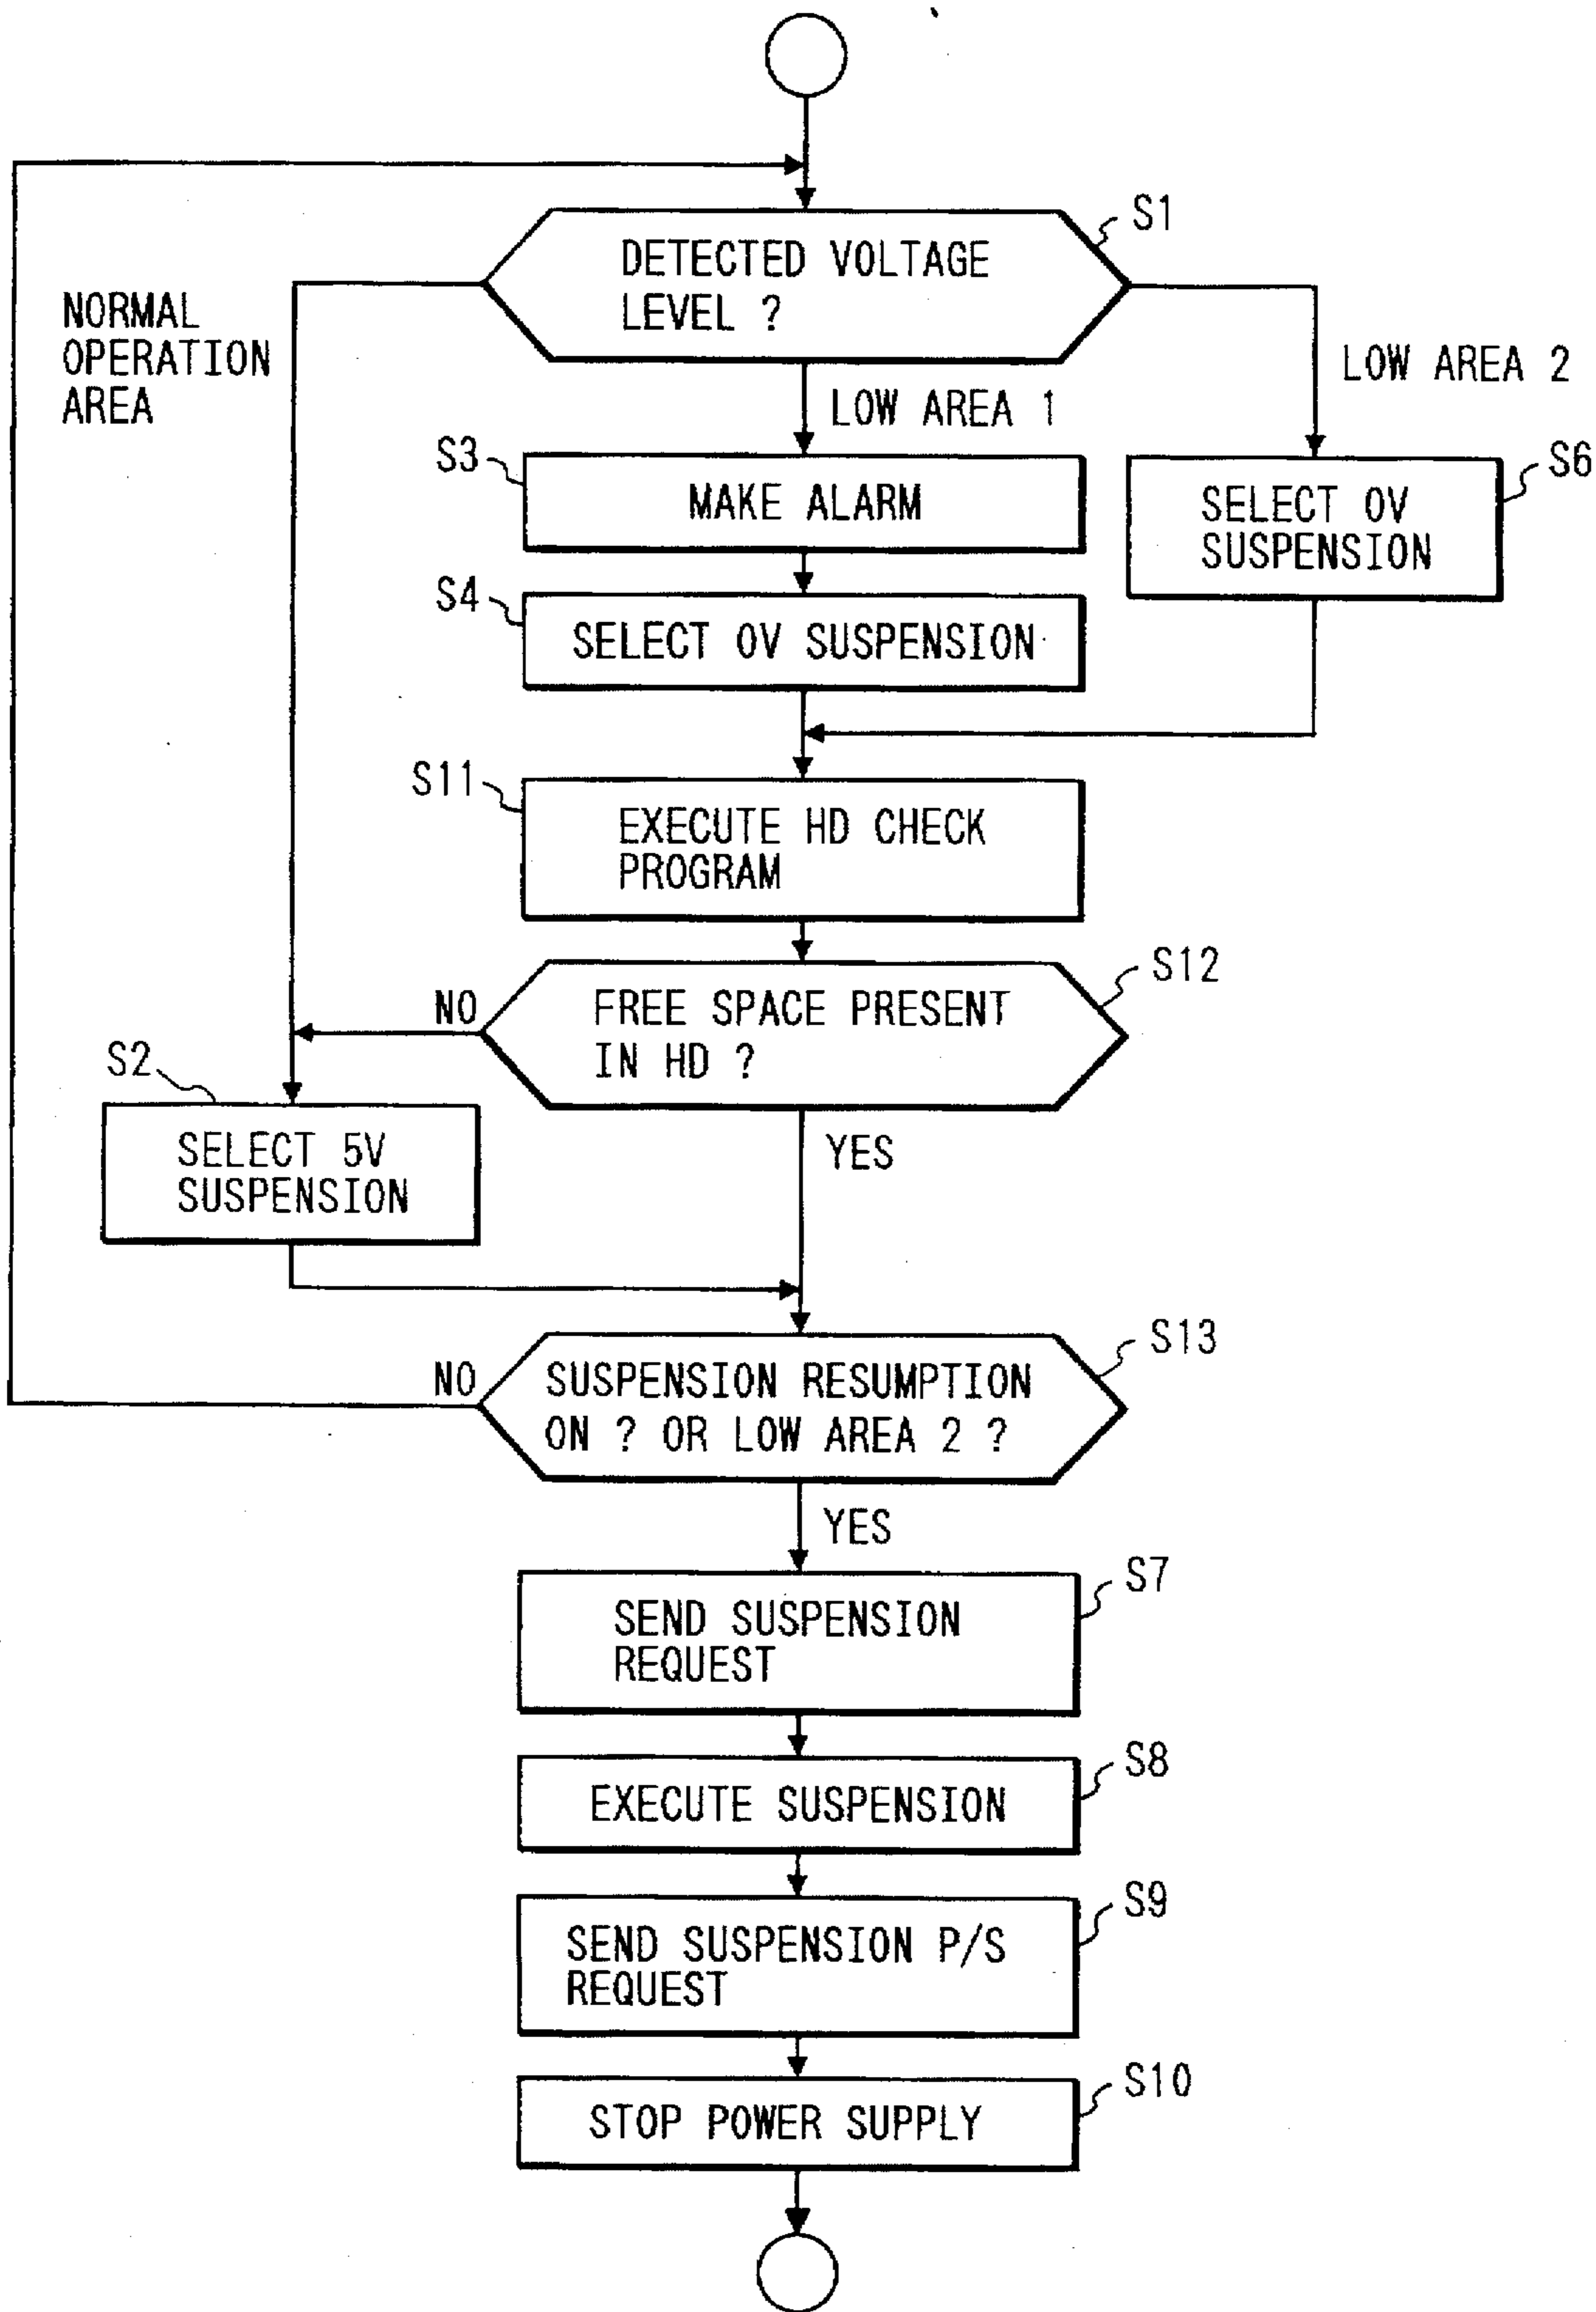 S1
DETECTED VOLTAGE
LEVEL ?
NORMAL
OPERATION
AREA
LOW AREA 2
LOW AREA 1
S3
MAKE ALARM
S6
SELECT 0V
SUSPENSION
S4
SELECT 0V SUSPENSION
S11
EXECUTE HD CHECK
PROGRAM
S12
NO
FREE SPACE PRESENT
IN HD ?
S2
SELECT 5V
SUSPENSION
YES
S13
NO
SUSPENSION RESUMPTION
ON ? OR LOW AREA 2 ?
YES
S7
SEND SUSPENSION
REQUEST
S8
EXECUTE SUSPENSION
S9
SEND SUSPENSION P/S
REQUEST
S10
STOP POWER SUPPLY